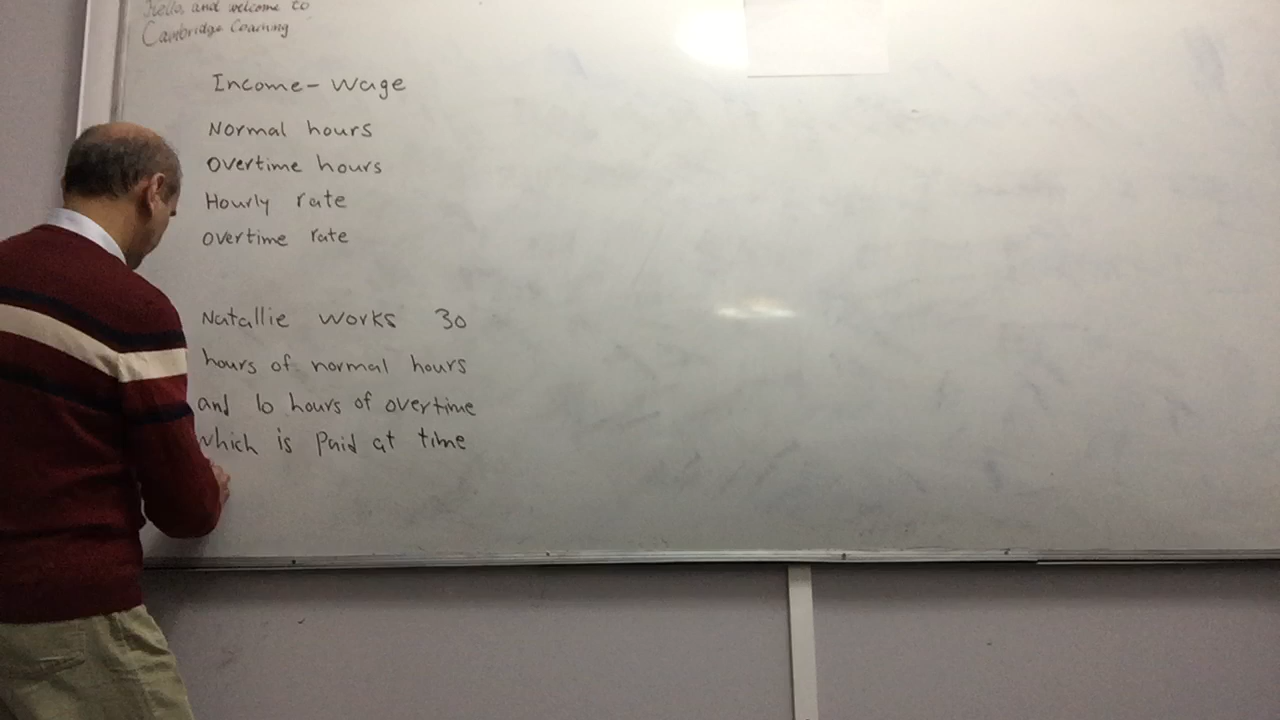 Hello, and welcome to
Cambridge Coaching
Income - Wage
Normal hours
Overtime hours
Hourly rate
Overtime rate
Natallie works 30
hours of normal hours
and 10 hours of overtime
which is paid at time